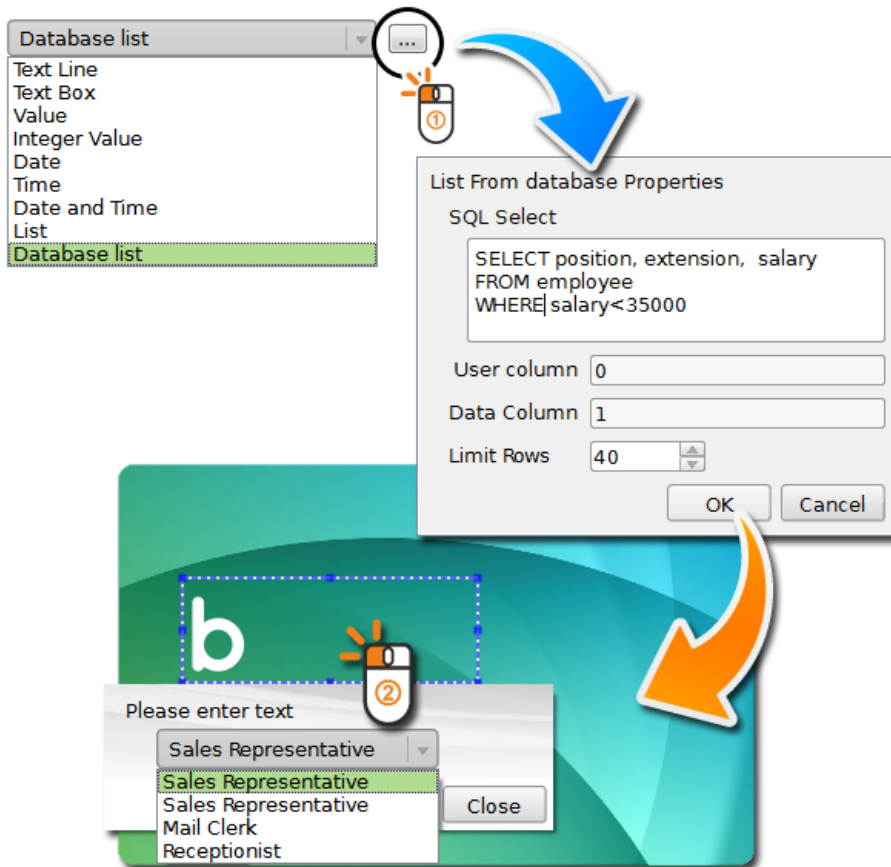 Database list
...
Text Line
Text Box
Value
Integer Value
Date
Time
Date and Time
List
Database list
1
List From database Properties
SQL Select
SELECT position, extension,  salary
FROM employee
WHERE salary<35000
User column 0
Data Column 1
Limit Rows 40
OK Cancel
b
2
Please enter text
Sales Representative
Sales Representative
Sales Representative
Mail Clerk
Receptionist
Close